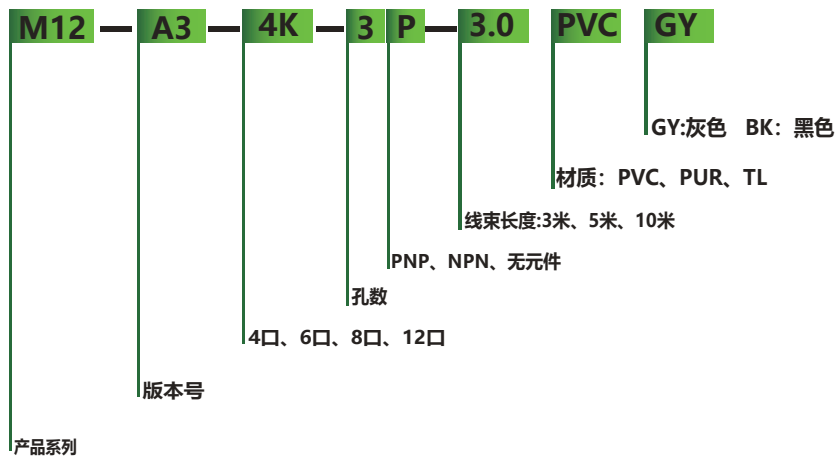 M12—A3—4K—3 P—3.0 PVC GY
GY:灰色 BK：黑色
材质：PVC、PUR、TL
线束长度:3米、5米、10米
PNP、NPN、无元件
孔数
4口、6口、8口、12口
版本号
产品系列